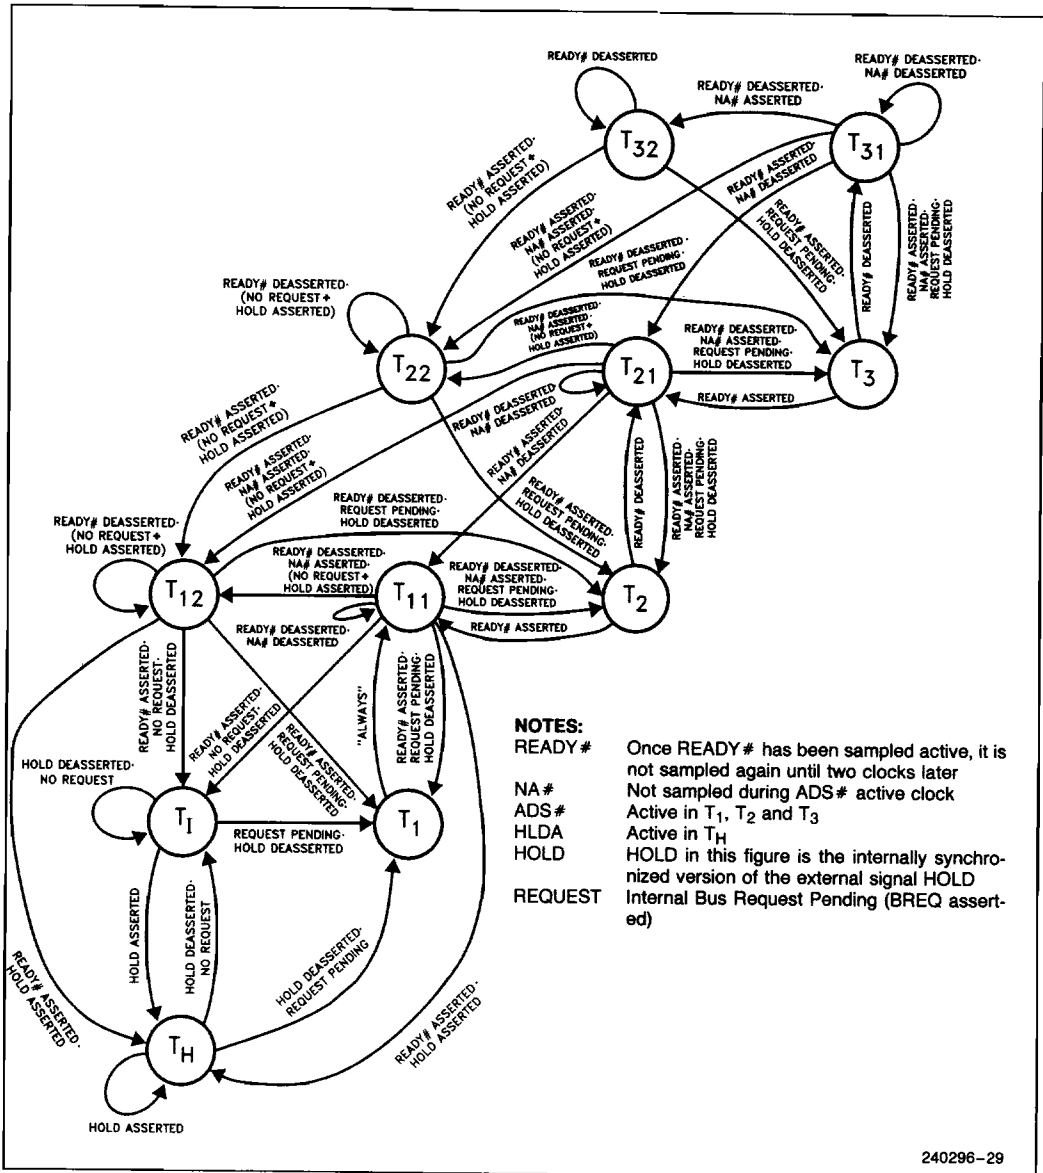 READY# DEASSERTED
READY# DEASSERTED·
NA# ASSERTED
READY# DEASSERTED·
NA# DEASSERTED
T32
T31
READY# ASSERTED·
(NO REQUEST+
HOLD ASSERTED)
READY# ASSERTED·
NA# ASSERTED·
(NO REQUEST+
HOLD ASSERTED)
READY# ASSERTED·
NA# DEASSERTED
READY# ASSERTED·
REQUEST PENDING·
HOLD DEASSERTED
READY# DEASSERTED
READY# ASSERTED·
NA# ASSERTED·
REQUEST PENDING·
HOLD DEASSERTED
READY# DEASSERTED·
(NO REQUEST+
HOLD ASSERTED)
READY# DEASSERTED·
REQUEST PENDING·
HOLD DEASSERTED
READY# DEASSERTED·
NA# ASSERTED·
(NO REQUEST+
HOLD ASSERTED)
READY# DEASSERTED·
NA# ASSERTED·
REQUEST PENDING·
HOLD DEASSERTED
T22
T21
T3
READY# ASSERTED
READY# ASSERTED·
(NO REQUEST+
HOLD ASSERTED)
READY# DEASSERTED·
NA# DEASSERTED
READY# ASSERTED·
NA# ASSERTED·
(NO REQUEST+
HOLD ASSERTED)
READY# ASSERTED·
NA# DEASSERTED
READY# ASSERTED·
REQUEST PENDING·
HOLD DEASSERTED
READY# DEASSERTED
READY# ASSERTED·
NA# ASSERTED·
REQUEST PENDING·
HOLD DEASSERTED
READY# DEASSERTED·
(NO REQUEST+
HOLD ASSERTED)
READY# DEASSERTED·
REQUEST PENDING·
HOLD DEASSERTED
READY# DEASSERTED·
NA# ASSERTED·
(NO REQUEST+
HOLD ASSERTED)
READY# DEASSERTED·
NA# ASSERTED·
REQUEST PENDING·
HOLD DEASSERTED
T12
T11
T2
READY# DEASSERTED·
NA# DEASSERTED
READY# ASSERTED
READY# ASSERTED·
NO REQUEST·
HOLD DEASSERTED
READY# ASSERTED·
NO REQUEST·
HOLD DEASSERTED
READY# ASSERTED·
REQUEST PENDING·
HOLD DEASSERTED
"ALWAYS"
READY# ASSERTED·
REQUEST PENDING·
HOLD DEASSERTED
HOLD DEASSERTED·
NO REQUEST
TI
REQUEST PENDING·
HOLD DEASSERTED
T1
HOLD ASSERTED
HOLD DEASSERTED·
NO REQUEST
HOLD DEASSERTED·
REQUEST PENDING
READY# ASSERTED·
HOLD ASSERTED
READY# ASSERTED·
HOLD ASSERTED
TH
HOLD ASSERTED
NOTES:
READY# Once READY# has been sampled active, it is
not sampled again until two clocks later
NA# Not sampled during ADS# active clock
ADS# Active in T1, T2 and T3
HLDA Active in TH
HOLD HOLD in this figure is the internally synchro-
nized version of the external signal HOLD
REQUEST Internal Bus Request Pending (BREQ assert-
ed)
240296-29